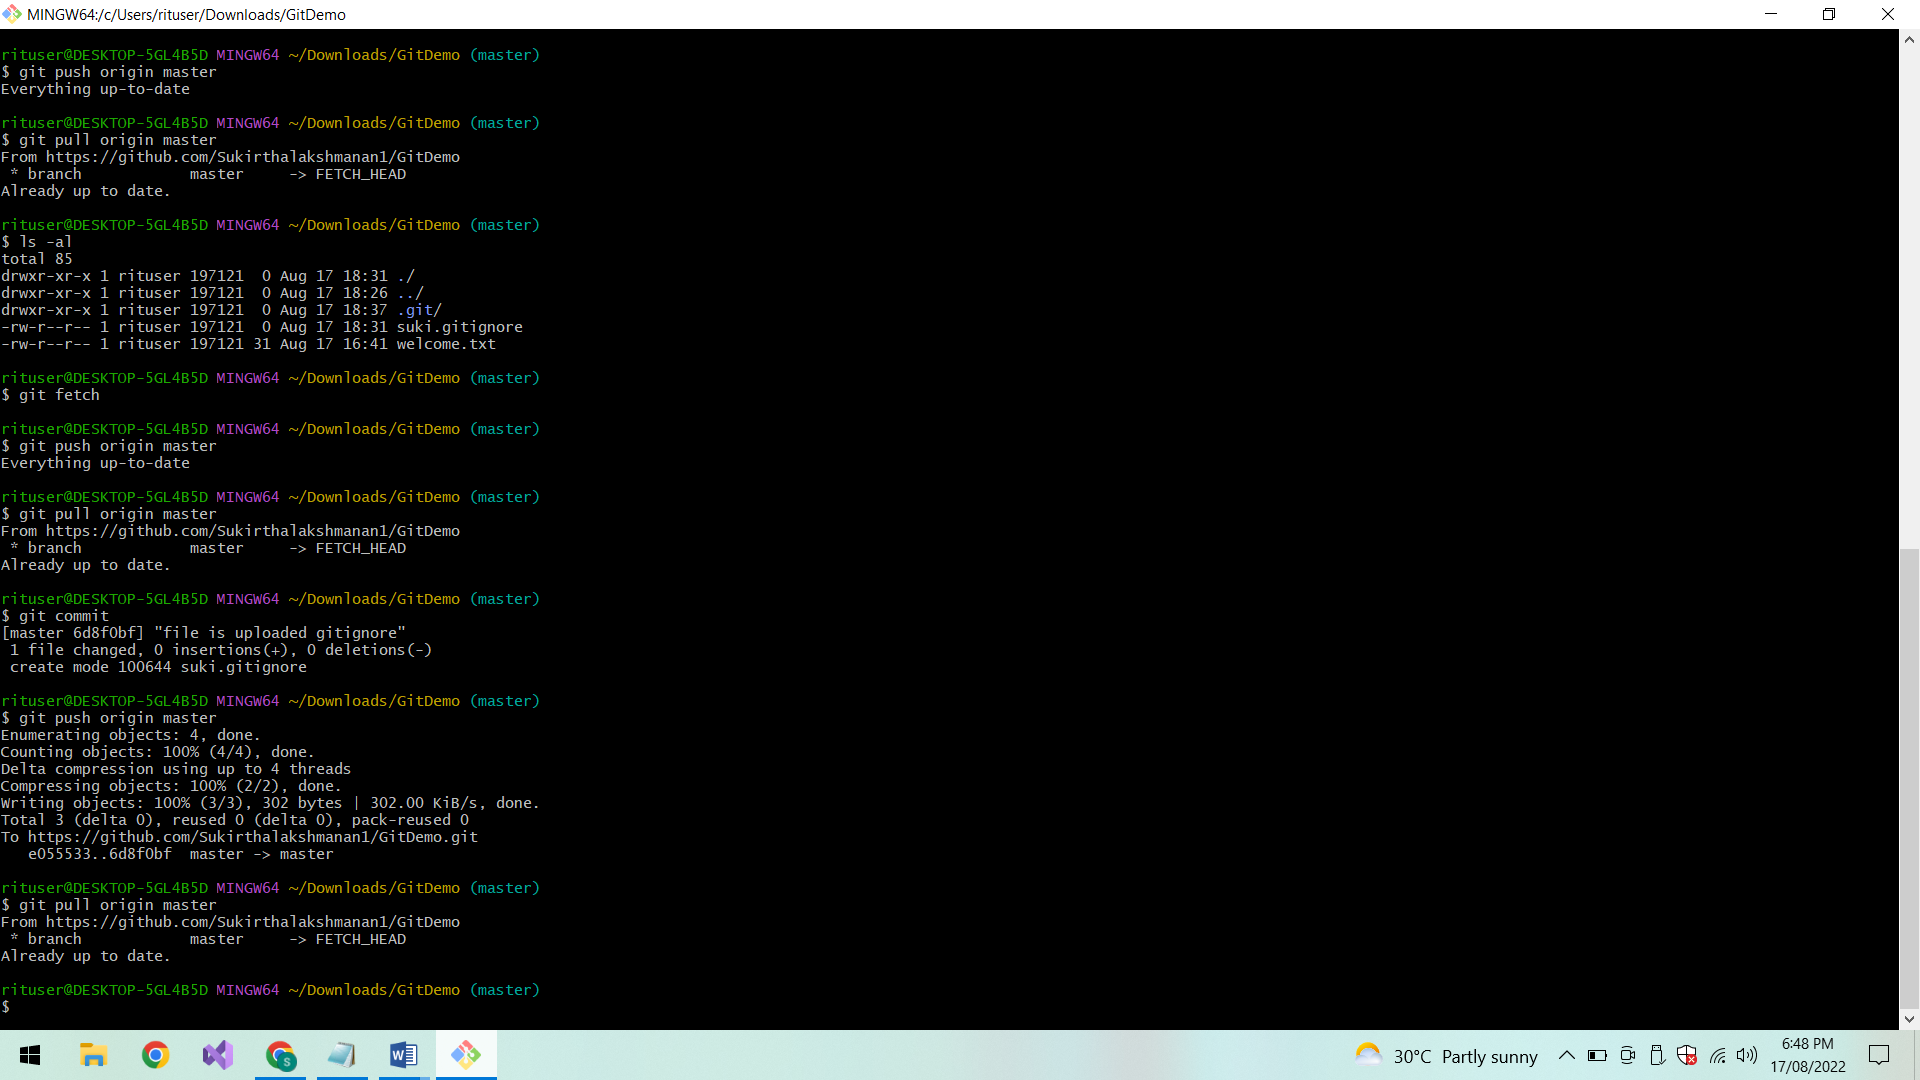 MINGW64:/c/Users/rituser/Downloads/GitDemo
rituser@DESKTOP-5GL4B5D MINGW64 ~/Downloads/GitDemo (master)
$ git push origin master
Everything up-to-date
rituser@DESKTOP-5GL4B5D MINGW64 ~/Downloads/GitDemo (master)
$ git pull origin master
From https://github.com/Sukirthalakshmanan1/GitDemo
 * branch            master     -> FETCH_HEAD
Already up to date.
rituser@DESKTOP-5GL4B5D MINGW64 ~/Downloads/GitDemo (master)
$ ls -al
total 85
drwxr-xr-x 1 rituser 197121  0 Aug 17 18:31 ./
drwxr-xr-x 1 rituser 197121  0 Aug 17 18:26 ../
drwxr-xr-x 1 rituser 197121  0 Aug 17 18:37 .git/
-rw-r--r-- 1 rituser 197121  0 Aug 17 18:31 suki.gitignore
-rw-r--r-- 1 rituser 197121 31 Aug 17 16:41 welcome.txt
rituser@DESKTOP-5GL4B5D MINGW64 ~/Downloads/GitDemo (master)
$ git fetch
rituser@DESKTOP-5GL4B5D MINGW64 ~/Downloads/GitDemo (master)
$ git push origin master
Everything up-to-date
rituser@DESKTOP-5GL4B5D MINGW64 ~/Downloads/GitDemo (master)
$ git pull origin master
From https://github.com/Sukirthalakshmanan1/GitDemo
 * branch            master     -> FETCH_HEAD
Already up to date.
rituser@DESKTOP-5GL4B5D MINGW64 ~/Downloads/GitDemo (master)
$ git commit
[master 6d8f0bf] "file is uploaded gitignore"
 1 file changed, 0 insertions(+), 0 deletions(-)
 create mode 100644 suki.gitignore
rituser@DESKTOP-5GL4B5D MINGW64 ~/Downloads/GitDemo (master)
$ git push origin master
Enumerating objects: 4, done.
Counting objects: 100% (4/4), done.
Delta compression using up to 4 threads
Compressing objects: 100% (2/2), done.
Writing objects: 100% (3/3), 302 bytes | 302.00 KiB/s, done.
Total 3 (delta 0), reused 0 (delta 0), pack-reused 0
To https://github.com/Sukirthalakshmanan1/GitDemo.git
   e055533..6d8f0bf  master -> master
rituser@DESKTOP-5GL4B5D MINGW64 ~/Downloads/GitDemo (master)
$ git pull origin master
From https://github.com/Sukirthalakshmanan1/GitDemo
 * branch            master     -> FETCH_HEAD
Already up to date.
rituser@DESKTOP-5GL4B5D MINGW64 ~/Downloads/GitDemo (master)
$
30°C Partly sunny
6:48 PM
17/08/2022